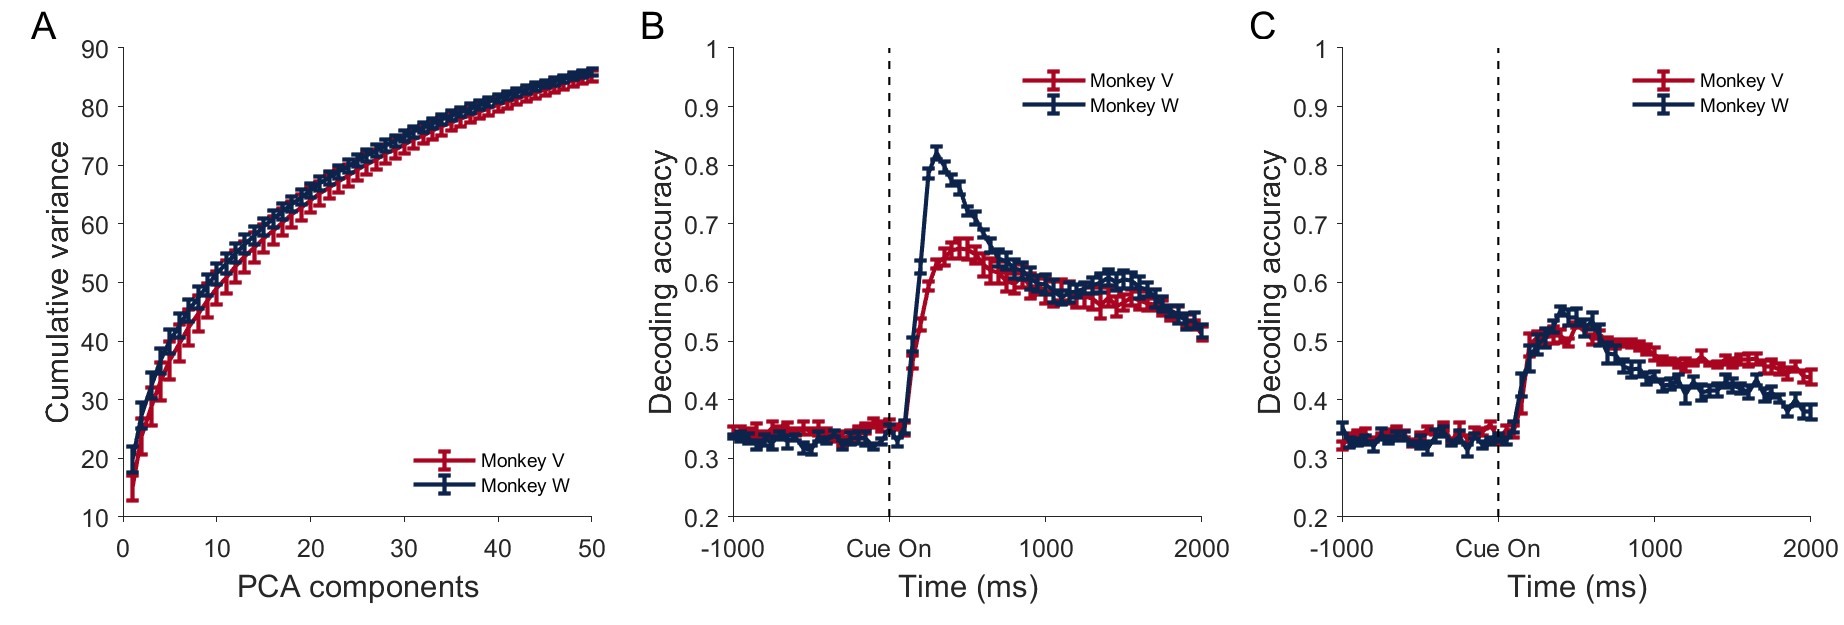 A
Cumulative variance
90
80
70
60
50
40
30
20
10
0
10
20
30
40
50
PCA components
Monkey V
Monkey W
B
Decoding accuracy
1
0.9
0.8
0.7
0.6
0.5
0.4
0.3
0.2
-1000
Cue On
1000
2000
Time (ms)
Monkey V
Monkey W
C
Decoding accuracy
1
0.9
0.8
0.7
0.6
0.5
0.4
0.3
0.2
-1000
Cue On
1000
2000
Time (ms)
Monkey V
Monkey W